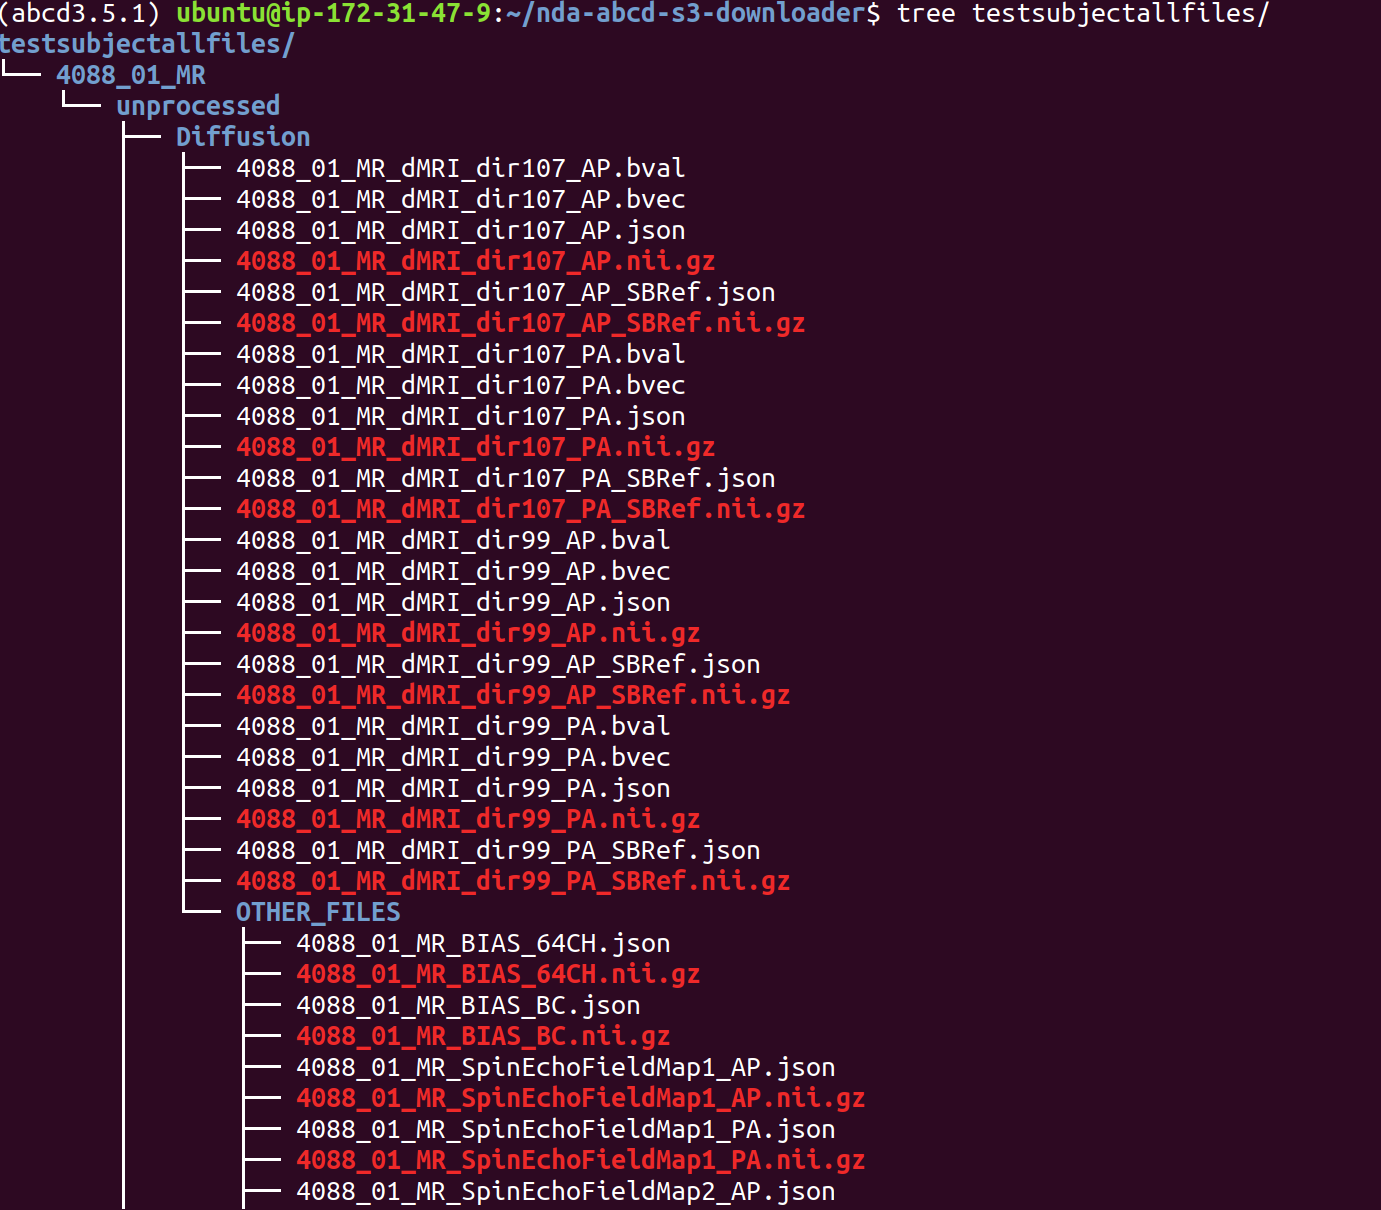 (abcd3.5.1) ubuntu@ip-172-31-47-9:~/nda-abcd-s3-downloader$ tree testsubjectallfiles/
testsubjectallfiles/
└── 4088_01_MR
    └── unprocessed
        ├── Diffusion
        │   ├── 4088_01_MR_dMRI_dir107_AP.bval
        │   ├── 4088_01_MR_dMRI_dir107_AP.bvec
        │   ├── 4088_01_MR_dMRI_dir107_AP.json
        │   ├── 4088_01_MR_dMRI_dir107_AP.nii.gz
        │   ├── 4088_01_MR_dMRI_dir107_AP_SBRef.json
        │   ├── 4088_01_MR_dMRI_dir107_AP_SBRef.nii.gz
        │   ├── 4088_01_MR_dMRI_dir107_PA.bval
        │   ├── 4088_01_MR_dMRI_dir107_PA.bvec
        │   ├── 4088_01_MR_dMRI_dir107_PA.json
        │   ├── 4088_01_MR_dMRI_dir107_PA.nii.gz
        │   ├── 4088_01_MR_dMRI_dir107_PA_SBRef.json
        │   ├── 4088_01_MR_dMRI_dir107_PA_SBRef.nii.gz
        │   ├── 4088_01_MR_dMRI_dir99_AP.bval
        │   ├── 4088_01_MR_dMRI_dir99_AP.bvec
        │   ├── 4088_01_MR_dMRI_dir99_AP.json
        │   ├── 4088_01_MR_dMRI_dir99_AP.nii.gz
        │   ├── 4088_01_MR_dMRI_dir99_AP_SBRef.json
        │   ├── 4088_01_MR_dMRI_dir99_AP_SBRef.nii.gz
        │   ├── 4088_01_MR_dMRI_dir99_PA.bval
        │   ├── 4088_01_MR_dMRI_dir99_PA.bvec
        │   ├── 4088_01_MR_dMRI_dir99_PA.json
        │   ├── 4088_01_MR_dMRI_dir99_PA.nii.gz
        │   ├── 4088_01_MR_dMRI_dir99_PA_SBRef.json
        │   ├── 4088_01_MR_dMRI_dir99_PA_SBRef.nii.gz
        │   └── OTHER_FILES
        │       ├── 4088_01_MR_BIAS_64CH.json
        │       ├── 4088_01_MR_BIAS_64CH.nii.gz
        │       ├── 4088_01_MR_BIAS_BC.json
        │       ├── 4088_01_MR_BIAS_BC.nii.gz
        │       ├── 4088_01_MR_SpinEchoFieldMap1_AP.json
        │       ├── 4088_01_MR_SpinEchoFieldMap1_AP.nii.gz
        │       ├── 4088_01_MR_SpinEchoFieldMap1_PA.json
        │       ├── 4088_01_MR_SpinEchoFieldMap1_PA.nii.gz
        │       ├── 4088_01_MR_SpinEchoFieldMap2_AP.json